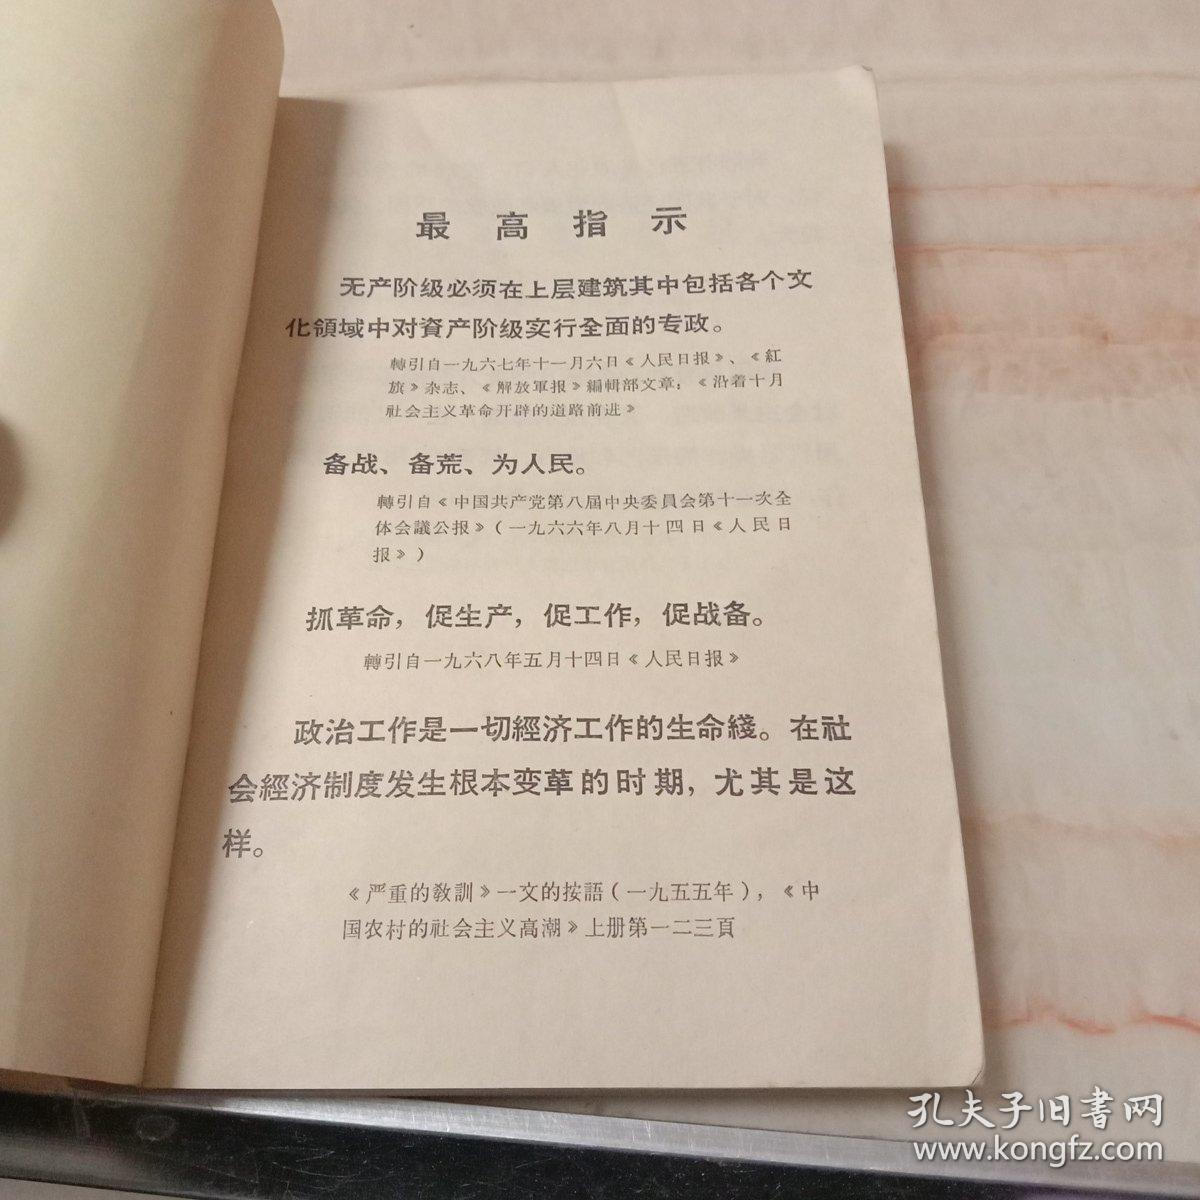 最高指示
无产阶级必须在上层建筑其中包括各个文
化領域中对資产阶级实行全面的专政。
轉引自一九六七年十一月六日《人民日报》、《紅
旗》杂志、《解放軍报》編輯部文章：《沿着十月
社会主义革命开辟的道路前进》
备战、备荒、为人民。
轉引自《中国共产党第八届中央委員会第十一次全
体会議公报》（一九六六年八月十四日《人民日
报》）
抓革命，促生产，促工作，促战备。
轉引自一九六八年五月十四日《人民日报》
政治工作是一切經济工作的生命綫。在社
会經济制度发生根本变革的时期，尤其是这
样。
《严重的敎訓》一文的按語（一九五五年），《中
国农村的社会主义高潮》上册第一二三頁
孔夫子旧書网
www.kongfz.com